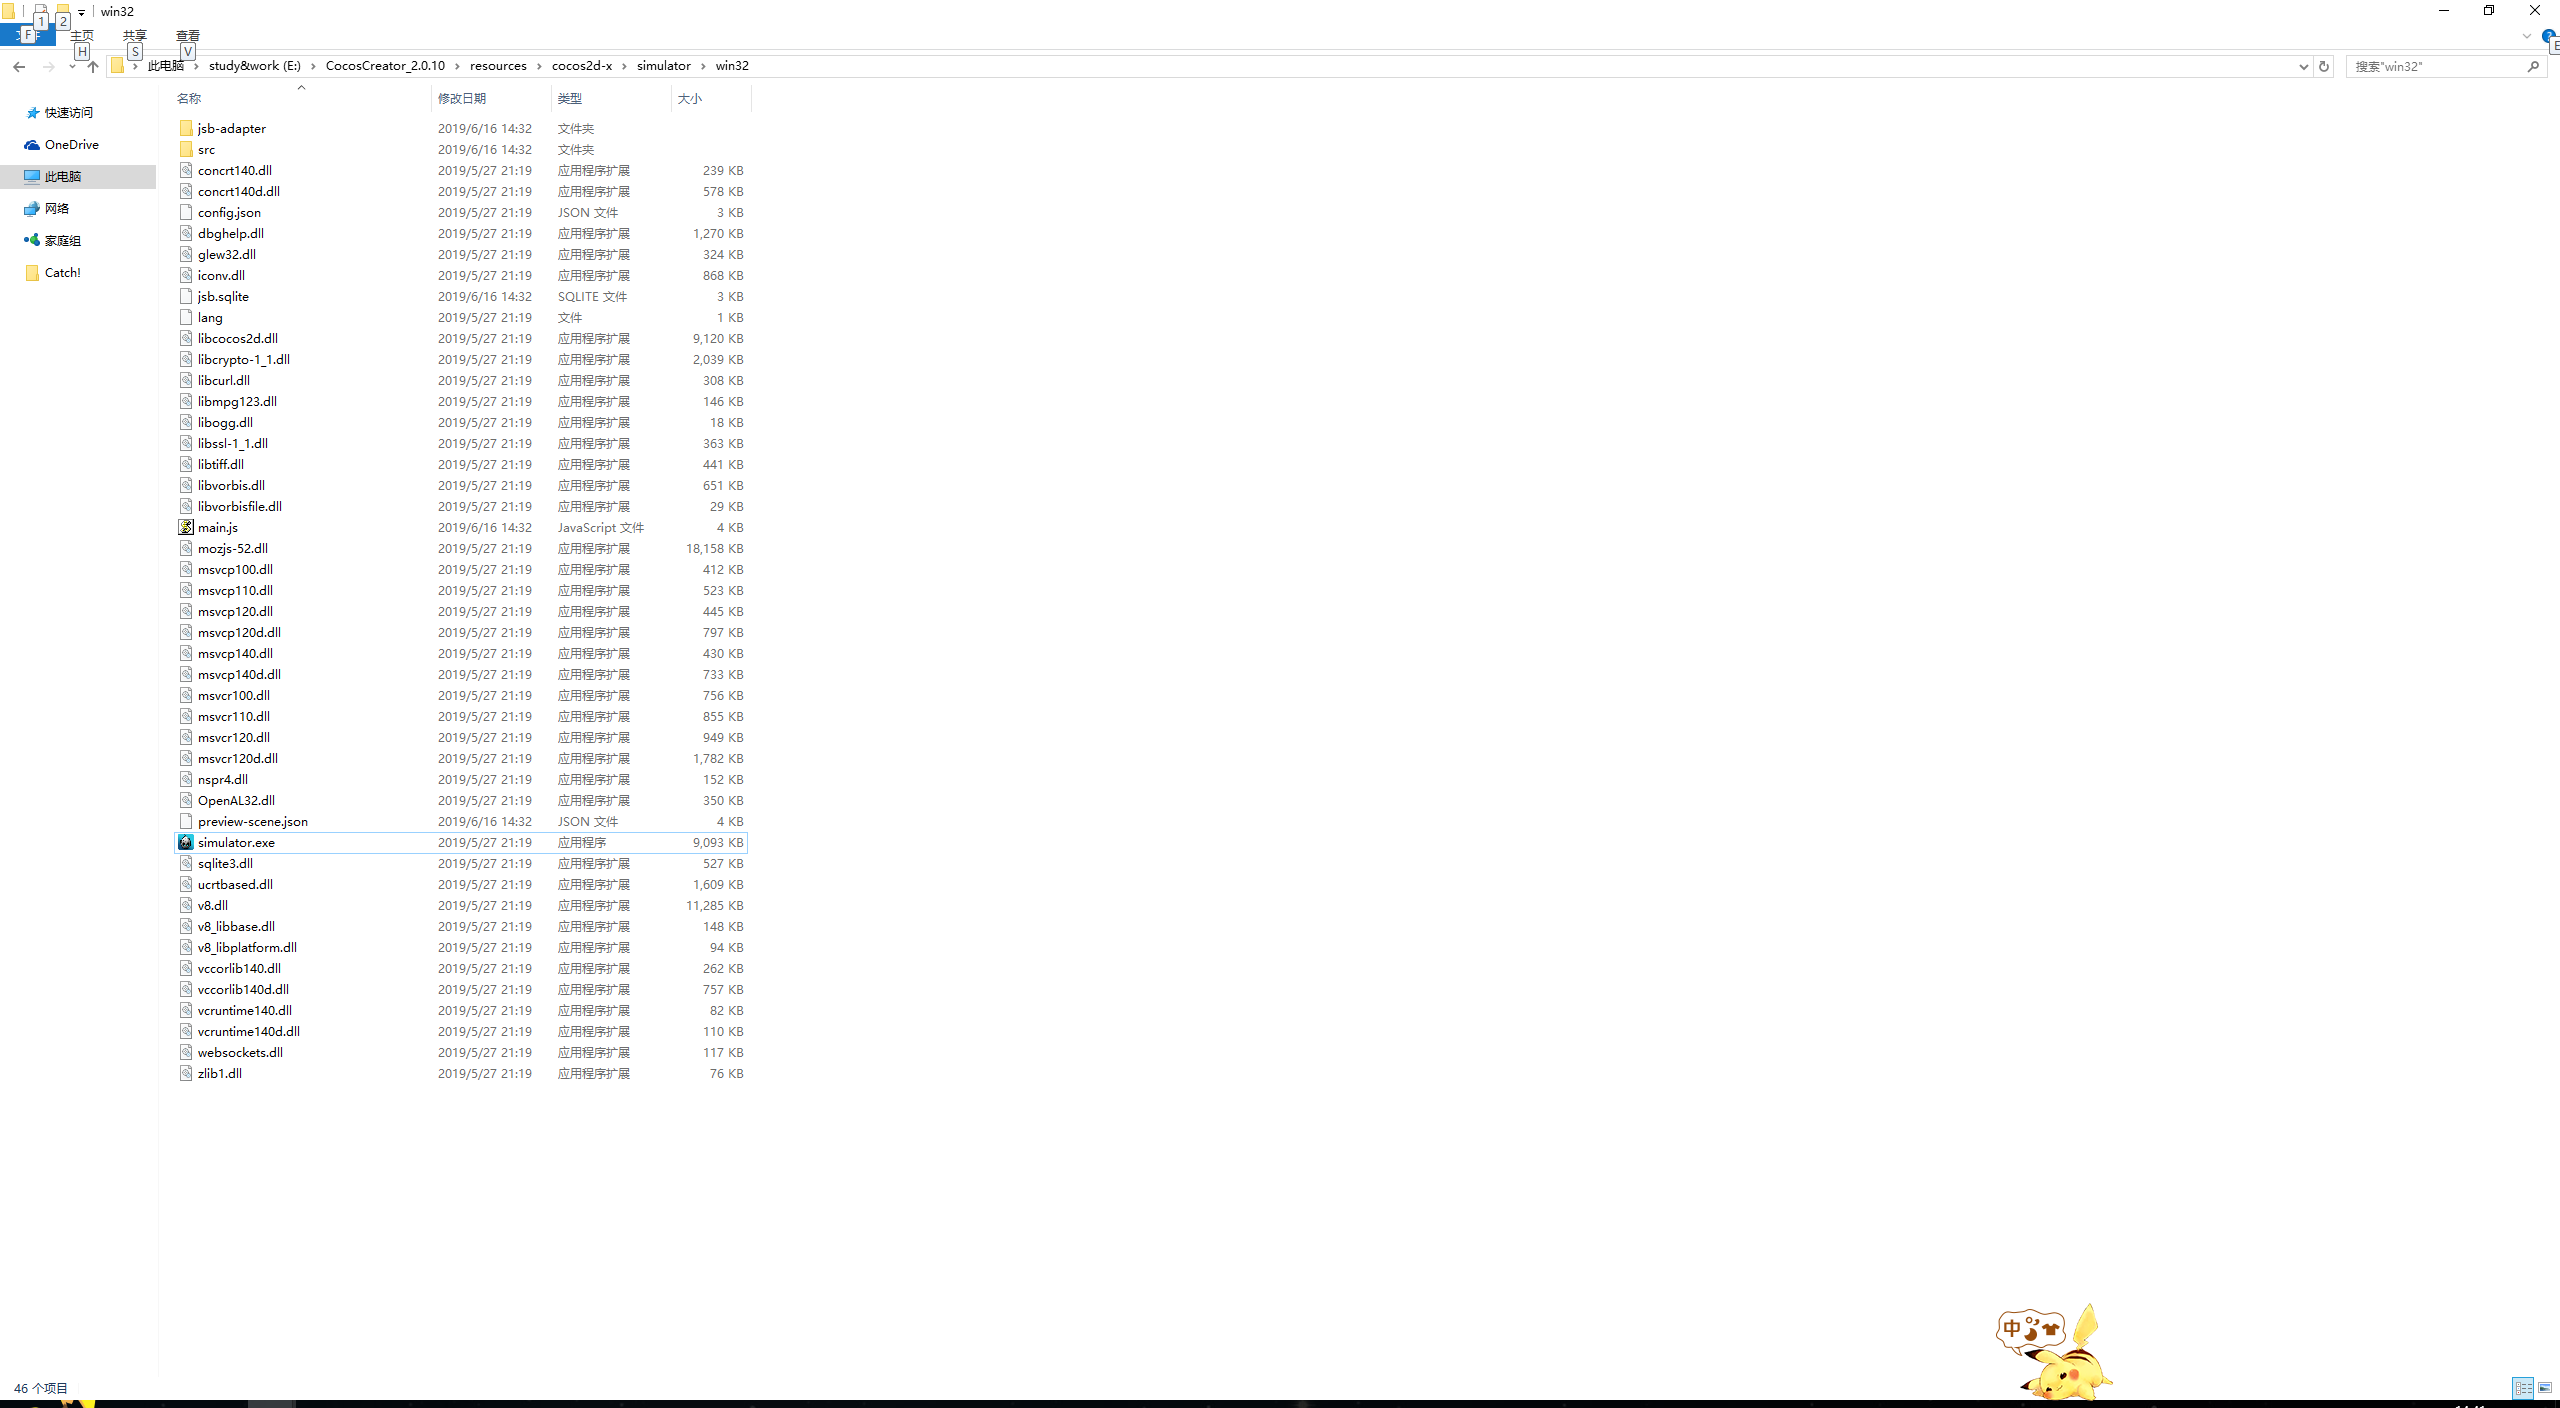 1 2 win32
F 主页 共享 查看
H S V E
此电脑 study&work (E:) CocosCreator_2.0.10 resources cocos2d-x simulator win32 搜索"win32"
名称 修改日期 类型 大小
快速访问
OneDrive
此电脑
网络
家庭组
Catch!
jsb-adapter 2019/6/16 14:32 文件夹
src 2019/6/16 14:32 文件夹
concrt140.dll 2019/5/27 21:19 应用程序扩展 239 KB
concrt140d.dll 2019/5/27 21:19 应用程序扩展 578 KB
config.json 2019/5/27 21:19 JSON 文件 3 KB
dbghelp.dll 2019/5/27 21:19 应用程序扩展 1,270 KB
glew32.dll 2019/5/27 21:19 应用程序扩展 324 KB
iconv.dll 2019/5/27 21:19 应用程序扩展 868 KB
jsb.sqlite 2019/6/16 14:32 SQLITE 文件 3 KB
lang 2019/5/27 21:19 文件 1 KB
libcocos2d.dll 2019/5/27 21:19 应用程序扩展 9,120 KB
libcrypto-1_1.dll 2019/5/27 21:19 应用程序扩展 2,039 KB
libcurl.dll 2019/5/27 21:19 应用程序扩展 308 KB
libmpg123.dll 2019/5/27 21:19 应用程序扩展 146 KB
libogg.dll 2019/5/27 21:19 应用程序扩展 18 KB
libssl-1_1.dll 2019/5/27 21:19 应用程序扩展 363 KB
libtiff.dll 2019/5/27 21:19 应用程序扩展 441 KB
libvorbis.dll 2019/5/27 21:19 应用程序扩展 651 KB
libvorbisfile.dll 2019/5/27 21:19 应用程序扩展 29 KB
main.js 2019/6/16 14:32 JavaScript 文件 4 KB
mozjs-52.dll 2019/5/27 21:19 应用程序扩展 18,158 KB
msvcp100.dll 2019/5/27 21:19 应用程序扩展 412 KB
msvcp110.dll 2019/5/27 21:19 应用程序扩展 523 KB
msvcp120.dll 2019/5/27 21:19 应用程序扩展 445 KB
msvcp120d.dll 2019/5/27 21:19 应用程序扩展 797 KB
msvcp140.dll 2019/5/27 21:19 应用程序扩展 430 KB
msvcp140d.dll 2019/5/27 21:19 应用程序扩展 733 KB
msvcr100.dll 2019/5/27 21:19 应用程序扩展 756 KB
msvcr110.dll 2019/5/27 21:19 应用程序扩展 855 KB
msvcr120.dll 2019/5/27 21:19 应用程序扩展 949 KB
msvcr120d.dll 2019/5/27 21:19 应用程序扩展 1,782 KB
nspr4.dll 2019/5/27 21:19 应用程序扩展 152 KB
OpenAL32.dll 2019/5/27 21:19 应用程序扩展 350 KB
preview-scene.json 2019/6/16 14:32 JSON 文件 4 KB
simulator.exe 2019/5/27 21:19 应用程序 9,093 KB
sqlite3.dll 2019/5/27 21:19 应用程序扩展 527 KB
ucrtbased.dll 2019/5/27 21:19 应用程序扩展 1,609 KB
v8.dll 2019/5/27 21:19 应用程序扩展 11,285 KB
v8_libbase.dll 2019/5/27 21:19 应用程序扩展 148 KB
v8_libplatform.dll 2019/5/27 21:19 应用程序扩展 94 KB
vccorlib140.dll 2019/5/27 21:19 应用程序扩展 262 KB
vccorlib140d.dll 2019/5/27 21:19 应用程序扩展 757 KB
vcruntime140.dll 2019/5/27 21:19 应用程序扩展 82 KB
vcruntime140d.dll 2019/5/27 21:19 应用程序扩展 110 KB
websockets.dll 2019/5/27 21:19 应用程序扩展 117 KB
zlib1.dll 2019/5/27 21:19 应用程序扩展 76 KB
中
46 个项目